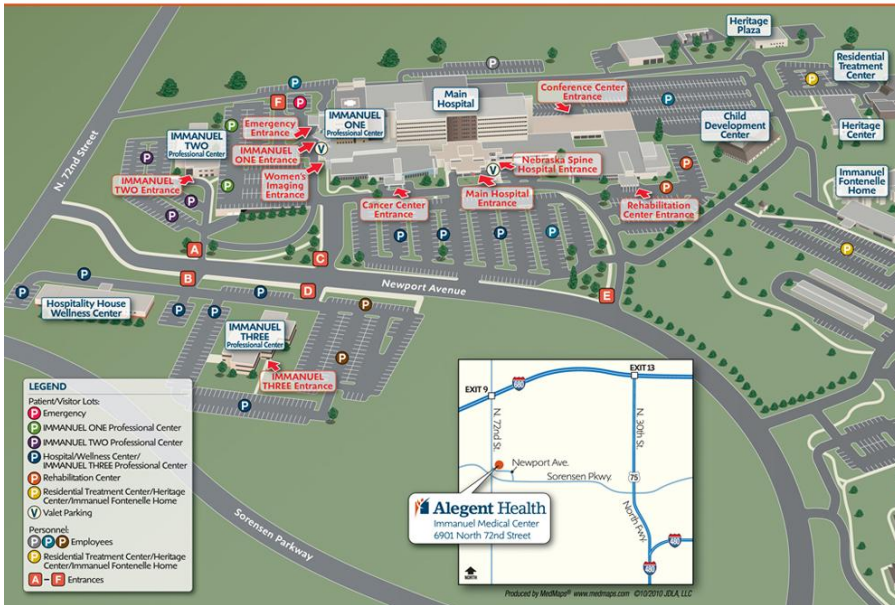 Heritage
Plaza
Residential
Treatment
Center
P
P
P
Main
Hospital
Conference Center
Entrance
P
P
F
P
P
Emergency
Entrance
IMMANUEL
ONE
Professional Center
Child
Development
Center
Heritage
Center
IMMANUEL
TWO
Professional Center
IMMANUEL
ONE Entrance
V
P
V
Nebraska Spine
Hospital Entrance
P
Immanuel
Fontenelle
Home
N. 72nd Street
IMMANUEL
TWO Entrance
P
Women's
Imaging
Entrance
Cancer Center
Entrance
Main Hospital
Entrance
P
Rehabilitation
Center Entrance
P
P
P
P
P
P
P
P
P
A
C
B
D
E
Newport Avenue
P
P
Hospitality House
Wellness Center
P
P
P
P
P
IMMANUEL
THREE
Professional Center
P
IMMANUEL
THREE Entrance
P
P
Sorensen Parkway
LEGEND
Patient/Visitor Lots:
P Emergency
P IMMANUEL ONE Professional Center
P IMMANUEL TWO Professional Center
P Hospital/Wellness Center/
IMMANUEL THREE Professional Center
P Rehabilitation Center
P Residential Treatment Center/Heritage
Center/Immanuel Fontenelle Home
V Valet Parking
Personnel:
P P P Employees
P Residential Treatment Center/Heritage
Center/Immanuel Fontenelle Home
A – F Entrances
EXIT 9
680
EXIT 13
N. 72nd St.
N. 30th St.
Newport Ave.
Sorensen Pkwy.
75
North Fwy.
Alegent Health
Immanuel Medical Center
6901 North 72nd Street
680
480
480
NORTH
Produced by MedMaps® www.medmaps.com ©10/2010 JDLA, LLC